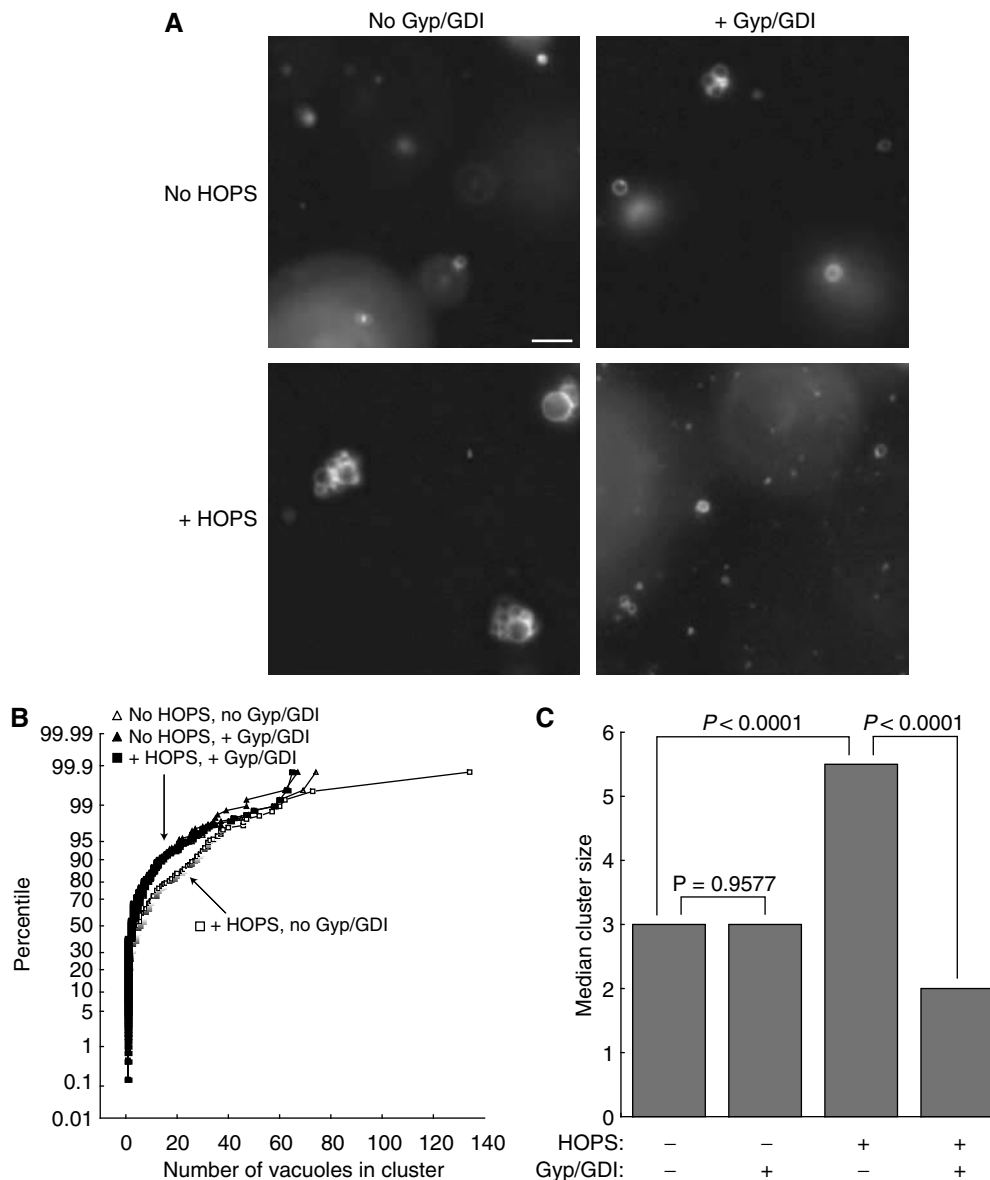 A
No Gyp/GDI
+ Gyp/GDI
No HOPS
+ HOPS
B
△ No HOPS, no Gyp/GDI
▲ No HOPS, + Gyp/GDI
■ + HOPS, + Gyp/GDI
□ + HOPS, no Gyp/GDI
Percentile
99.99
99.9
99
95
90
80
70
50
30
20
10
5
1
0.1
0.01
0 20 40 60 80 100 120 140
Number of vacuoles in cluster
C
P < 0.0001 P < 0.0001
P = 0.9577
Median cluster size
6
5
4
3
2
1
0
HOPS: – – + +
Gyp/GDI: – + – +